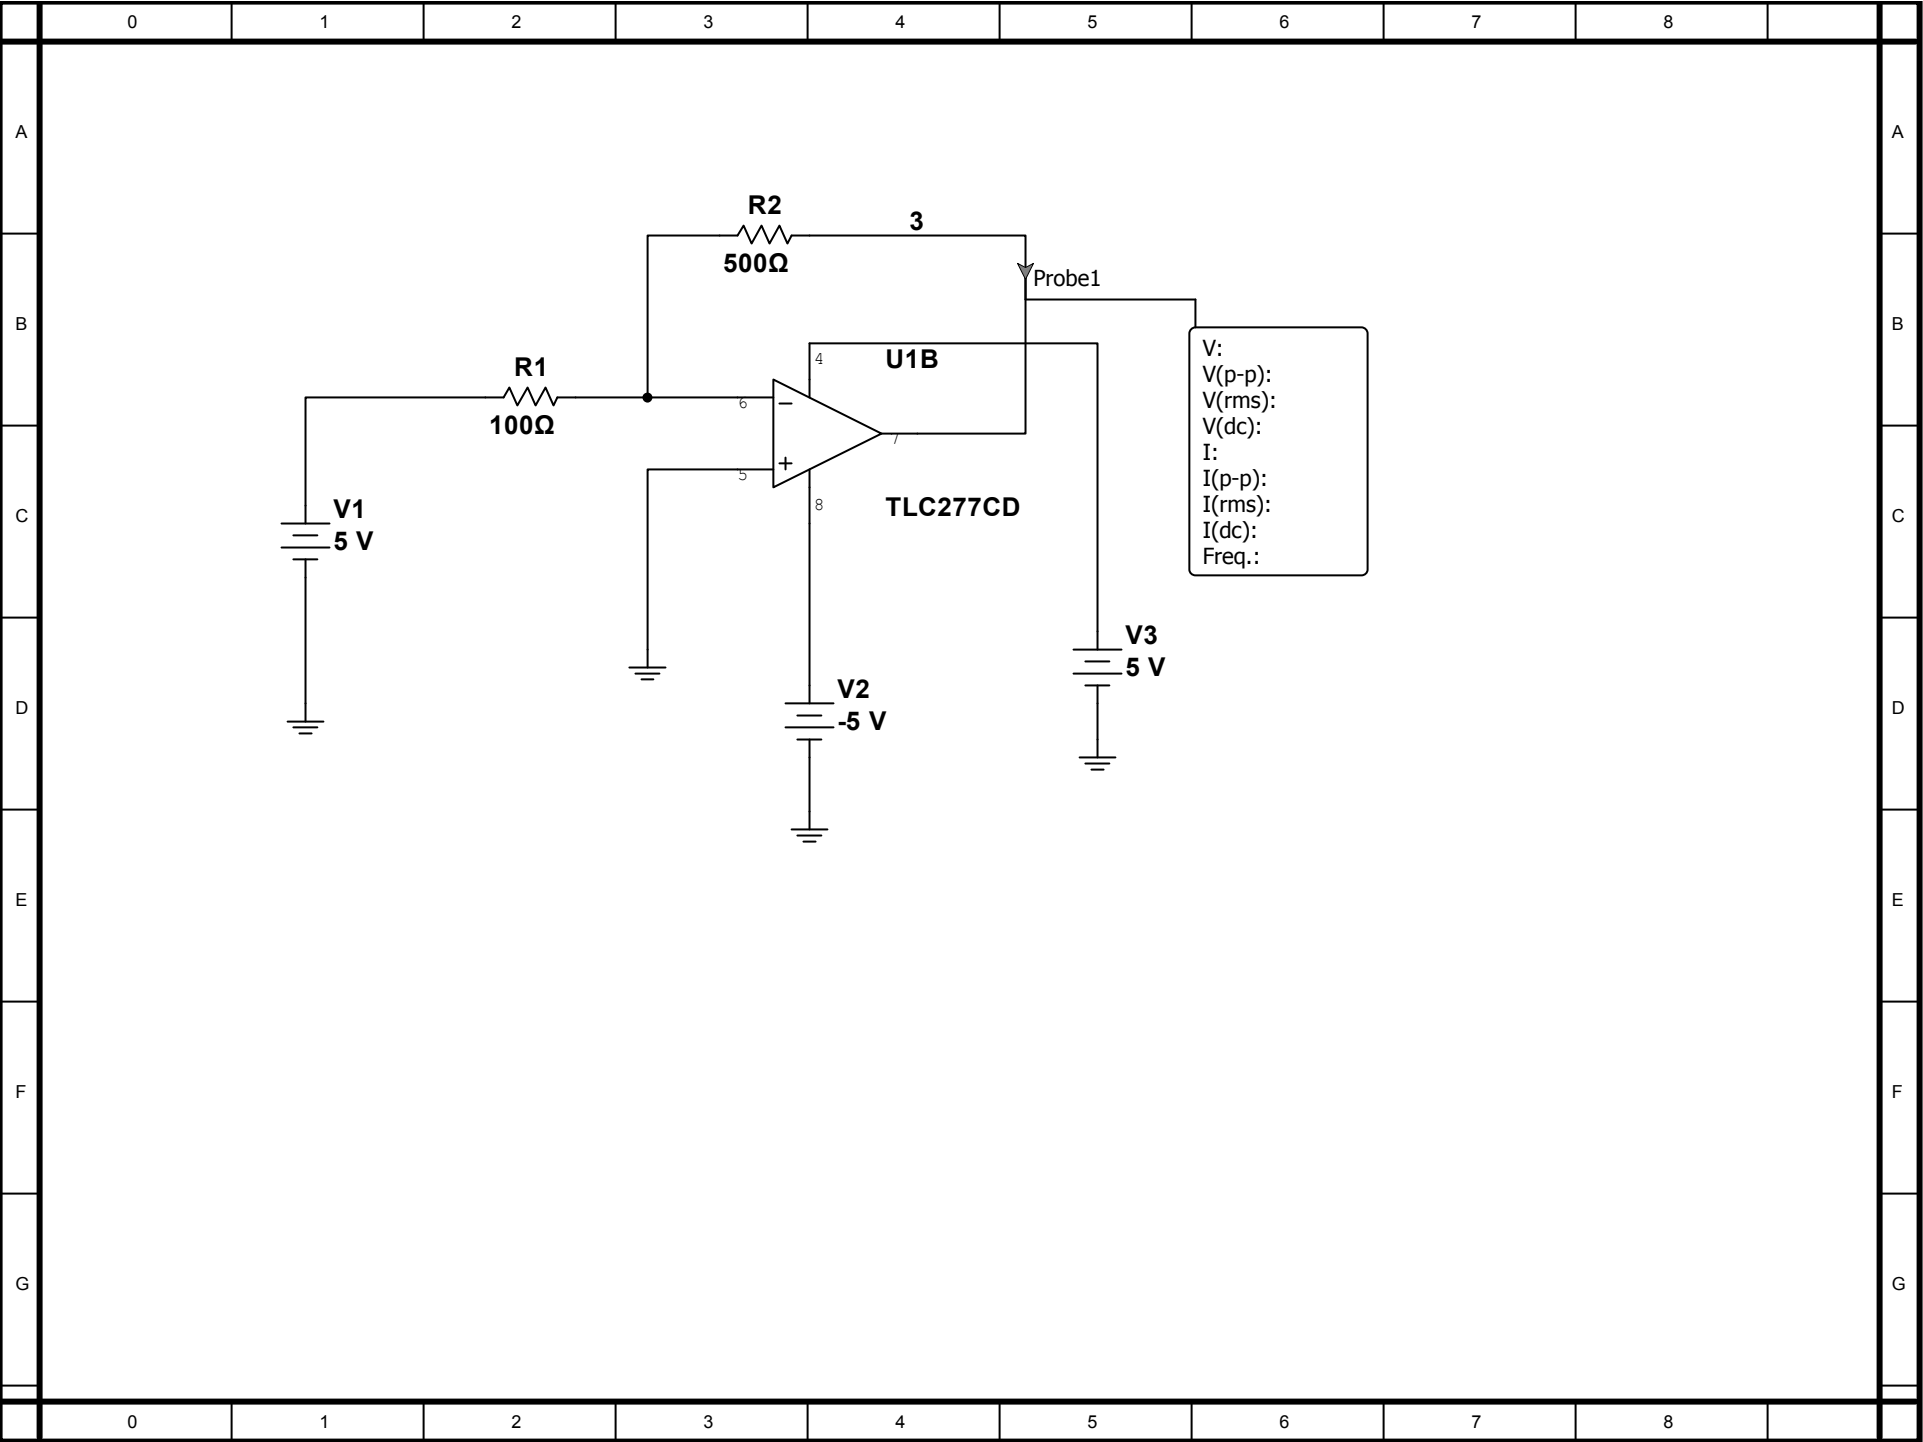 0 1 2 3 4 5 6 7 8
A A
R2
3
500Ω
Probe1
B B
V:
V(p-p):
V(rms):
V(dc):
I:
I(p-p):
I(rms):
I(dc):
Freq.:
4
U1B
R1
100Ω
6
7
5
8
TLC277CD
V1
5 V
C C
V3
5 V
V2
-5 V
D D
E E
F F
G G
0 1 2 3 4 5 6 7 8